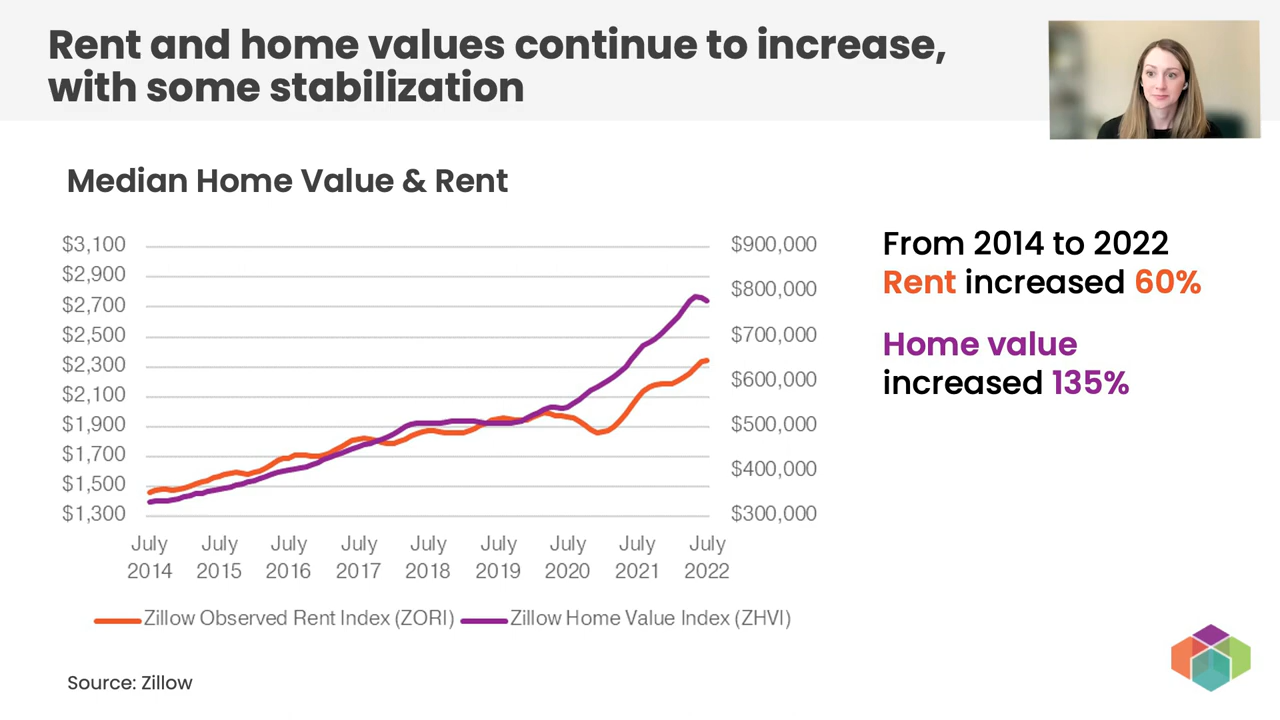 Rent and home values continue to increase,
with some stabilization
Median Home Value & Rent
$3,100
$2,900
$2,700
$2,500
$2,300
$2,100
$1,900
$1,700
$1,500
$1,300
$900,000
$800,000
$700,000
$600,000
$500,000
$400,000
$300,000
July 2014
July 2015
July 2016
July 2017
July 2018
July 2019
July 2020
July 2021
July 2022
Zillow Observed Rent Index (ZORI)
Zillow Home Value Index (ZHVI)
From 2014 to 2022
Rent increased 60%
Home value
increased 135%
Source: Zillow